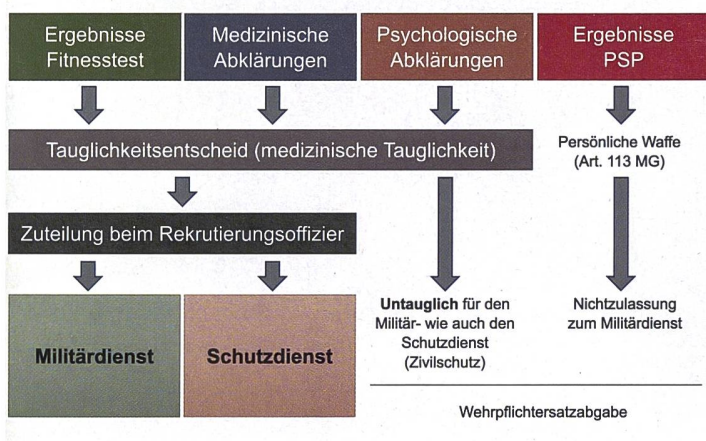 Ergebnisse
Fitnesstest
Medizinische
Abklärungen
Psychologische
Abklärungen
Ergebnisse
PSP
Tauglichkeitsentscheid (medizinische Tauglichkeit)
Persönliche Waffe
(Art. 113 MG)
Zuteilung beim Rekrutierungsoffizier
Militärdienst
Schutzdienst
Untauglich für den
Militär- wie auch den
Schutzdienst
(Zivilschutz)
Nichtzulassung
zum Militärdienst
Wehrpflichtersatzabgabe